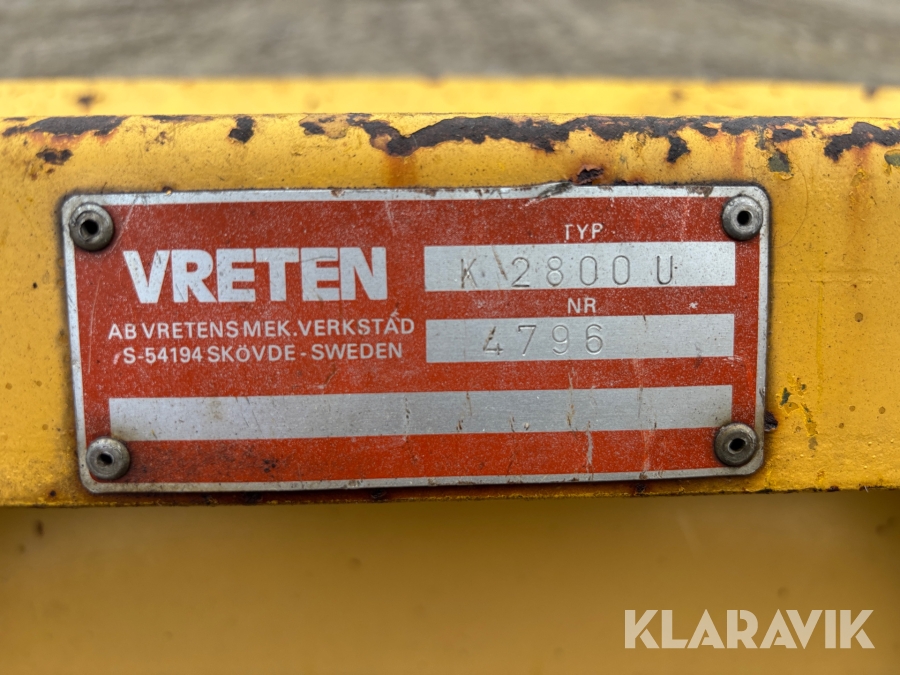 VRETEN
AB VRETENS MEK. VERKSTAD
S-54194 SKÖVDE - SWEDEN
TYP
K 2800 U
NR
4796
KLARAVIK